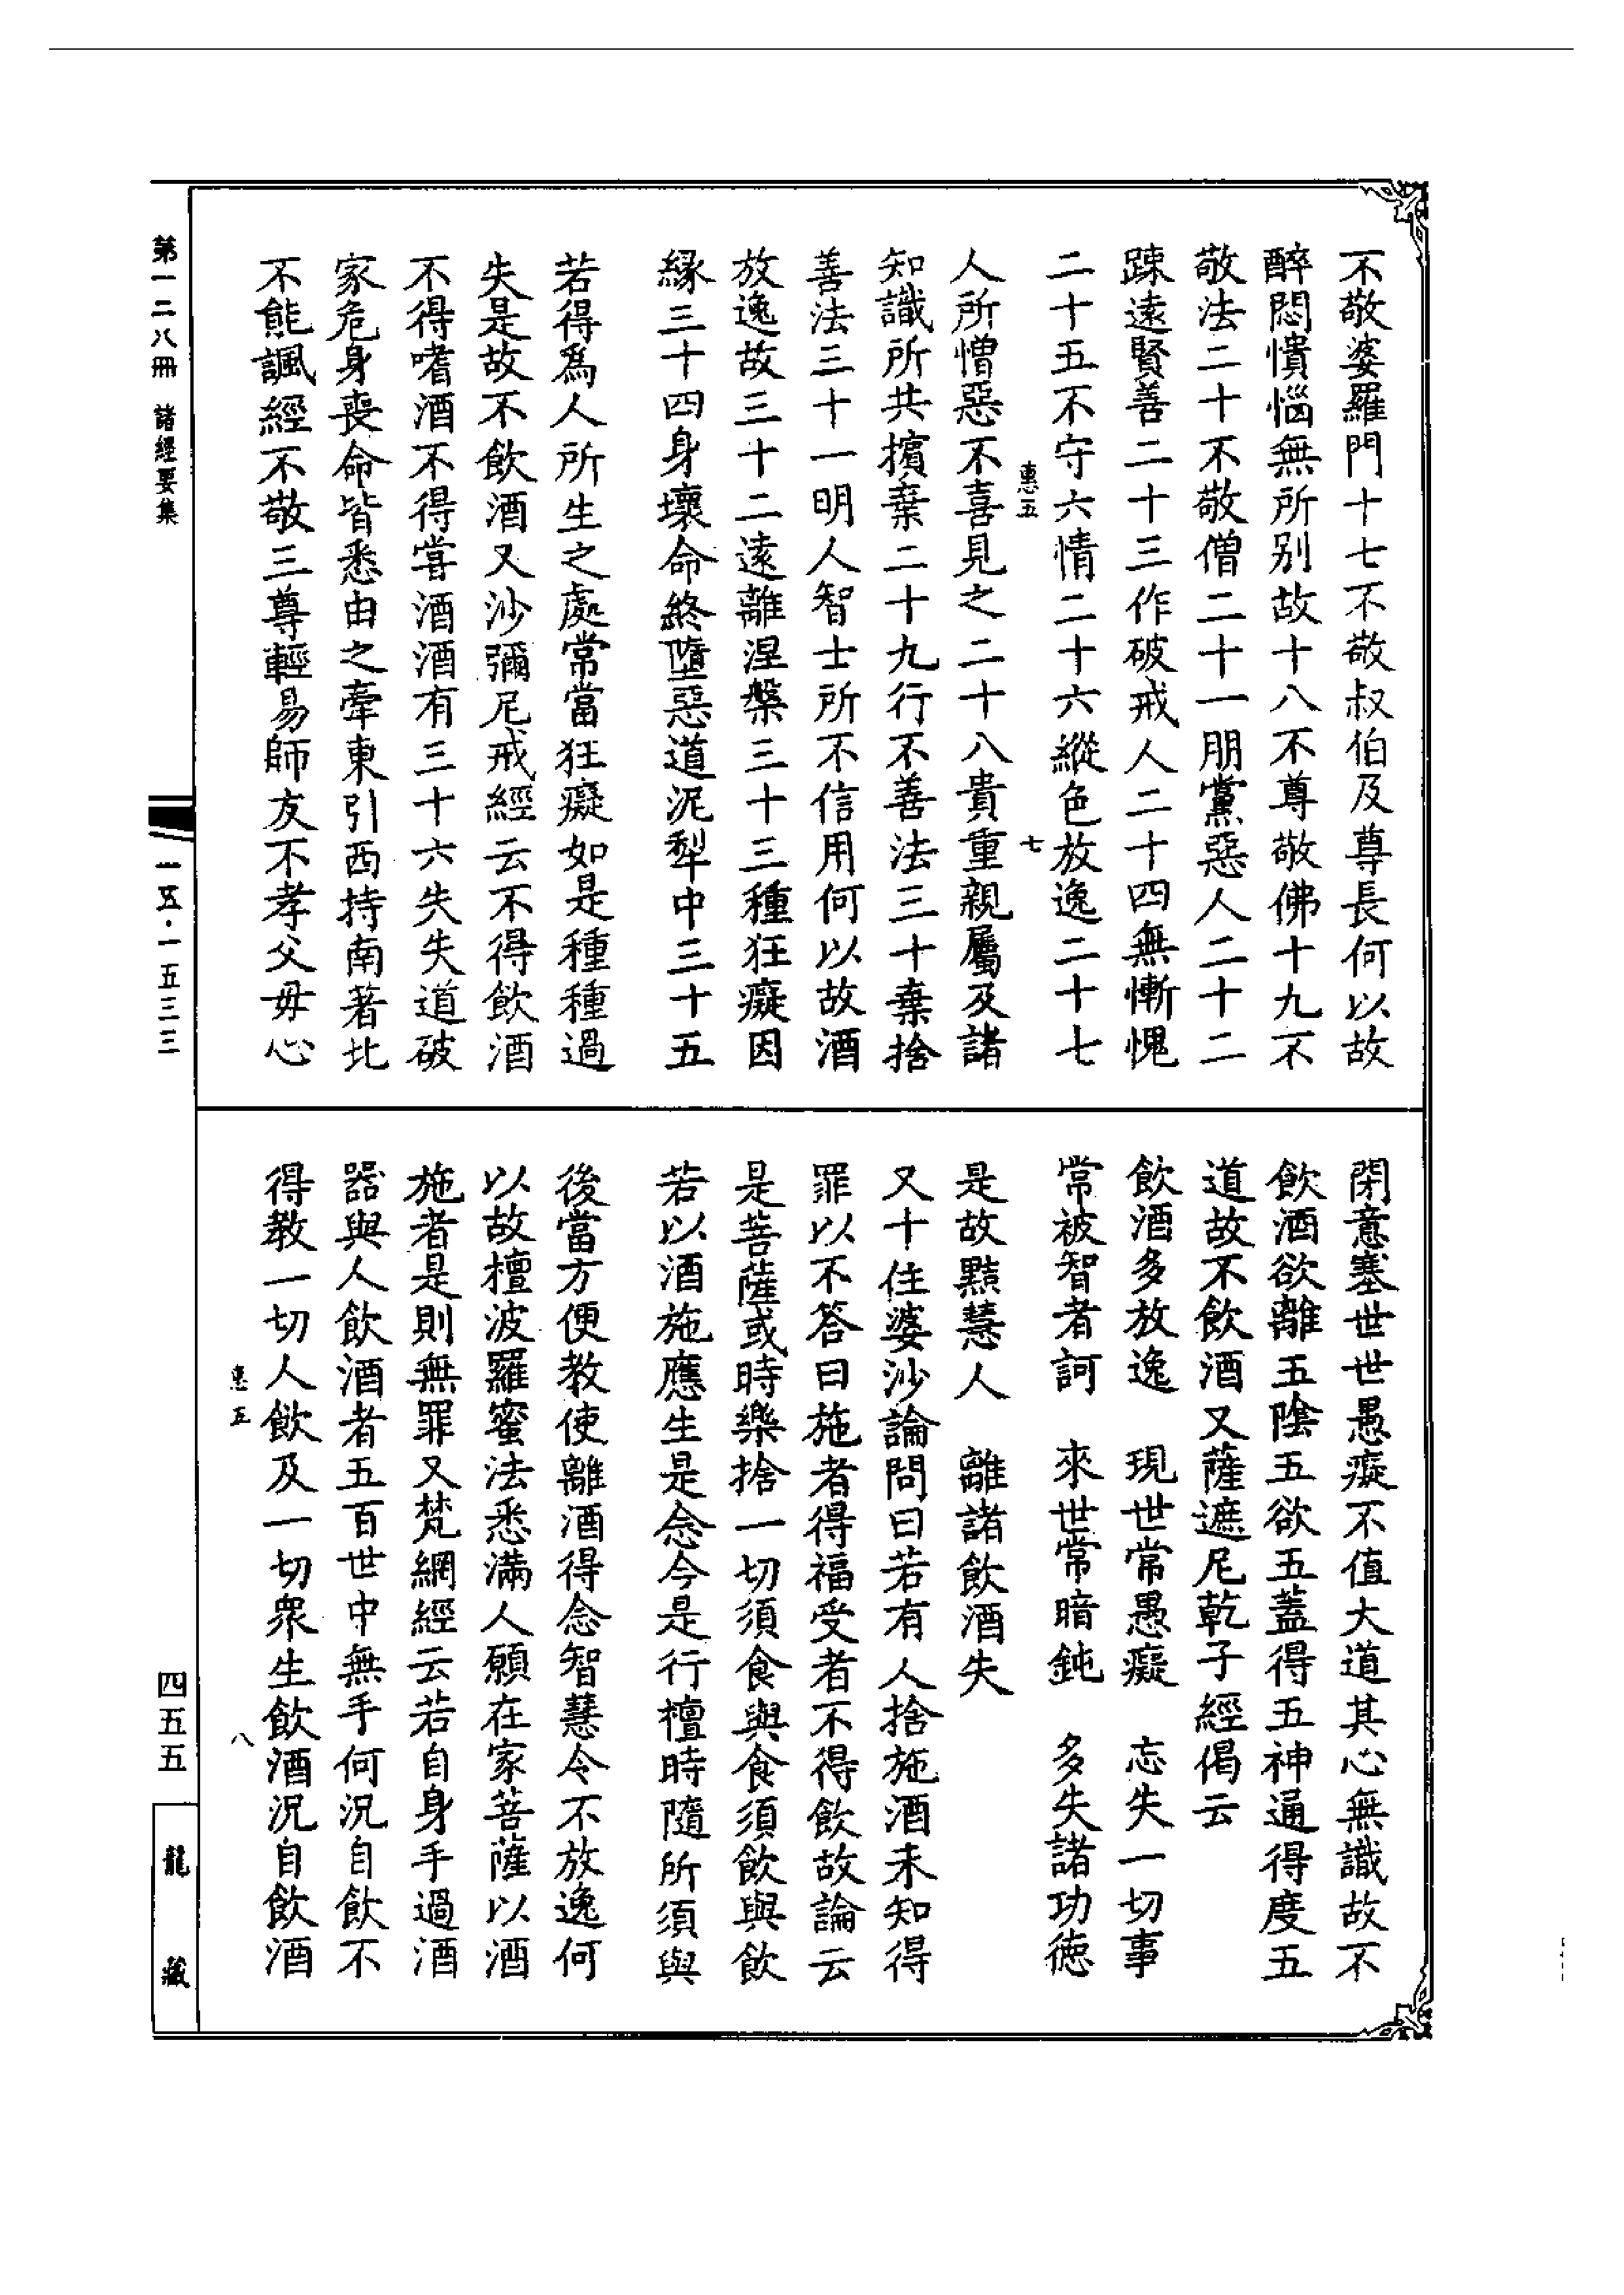 不敬婆羅門十七不敬叔伯及尊長何以故
醉悶憒惱無所別故十八不尊敬佛十九不
敬法二十不敬僧二十一朋黨惡人二十二
踈遠賢善二十三作破戒人二十四無慚愧
二十五不守六情二十六縱色放逸二十七
惠五 七
人所憎惡不喜見之二十八貴重親屬及諸
知識所共擯棄二十九行不善法三十棄捨
善法三十一明人智士所不信用何以故酒
放逸故三十二遠離涅槃三十三種狂癡因
緣三十四身壞命終墮惡道泥犁中三十五
若得爲人所生之處常當狂癡如是種種過
失是故不飲酒又沙彌尼戒經云不得飲酒
不得嗜酒不得嘗酒酒有三十六失失道破
家危身喪命皆悉由之牽東引西持南著北
不能諷經不敬三尊輕易師友不孝父母心
閉意塞世世愚癡不值大道其心無識故不
飲酒欲離五陰五欲五蓋得五神通得度五
道故不飲酒又薩遮尼乾子經偈云
飲酒多放逸　現世常愚癡　忘失一切事
常被智者訶　來世常暗鈍　多失諸功德
是故黠慧人　離諸飲酒失
又十住婆沙論問曰若有人捨施酒未知得
罪以不答曰施者得福受者不得飲故論云
是菩薩或時樂捨一切須食與食須飲與飲
若以酒施應生是念今是行檀時隨所須與
後當方便教使離酒得念智慧令不放逸何
以故檀波羅蜜法悉滿人願在家菩薩以酒
施者是則無罪又梵網經云若自身手過酒
器與人飲酒者五百世中無手何況自飲不
得教一切人飲及一切眾生飲酒況自飲酒
惠五 八
第一二八冊 諸經要集
一五·一五三三
四五五
龍藏